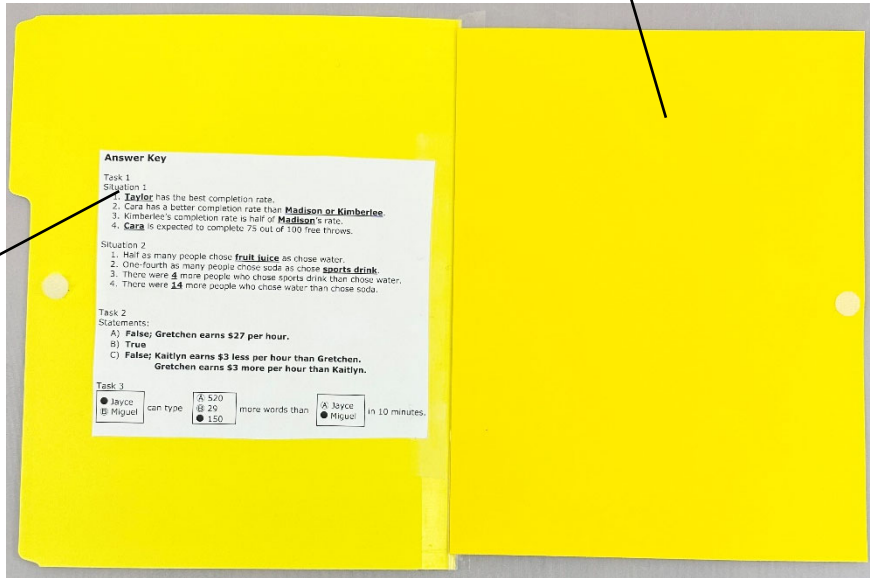 Answer Key
Task 1
Situation 1
1. Taylor has the best completion rate.
2. Cara has a better completion rate than Madison or Kimberlee.
3. Kimberlee's completion rate is half of Madison's rate.
4. Cara is expected to complete 75 out of 100 free throws.
Situation 2
1. Half as many people chose fruit juice as chose water.
2. One-fourth as many people chose soda as chose sports drink.
3. There were 4 more people who chose sports drink than chose water.
4. There were 14 more people who chose water than chose soda.
Task 2
Statements:
A) False; Gretchen earns $27 per hour.
B) True
C) False; Kaitlyn earns $3 less per hour than Gretchen.
Gretchen earns $3 more per hour than Kaitlyn.
Task 3
● Jayce
Ⓑ Miguel
can type
Ⓐ 520
Ⓑ 29
● 150
more words than
Ⓐ Jayce
● Miguel
in 10 minutes.